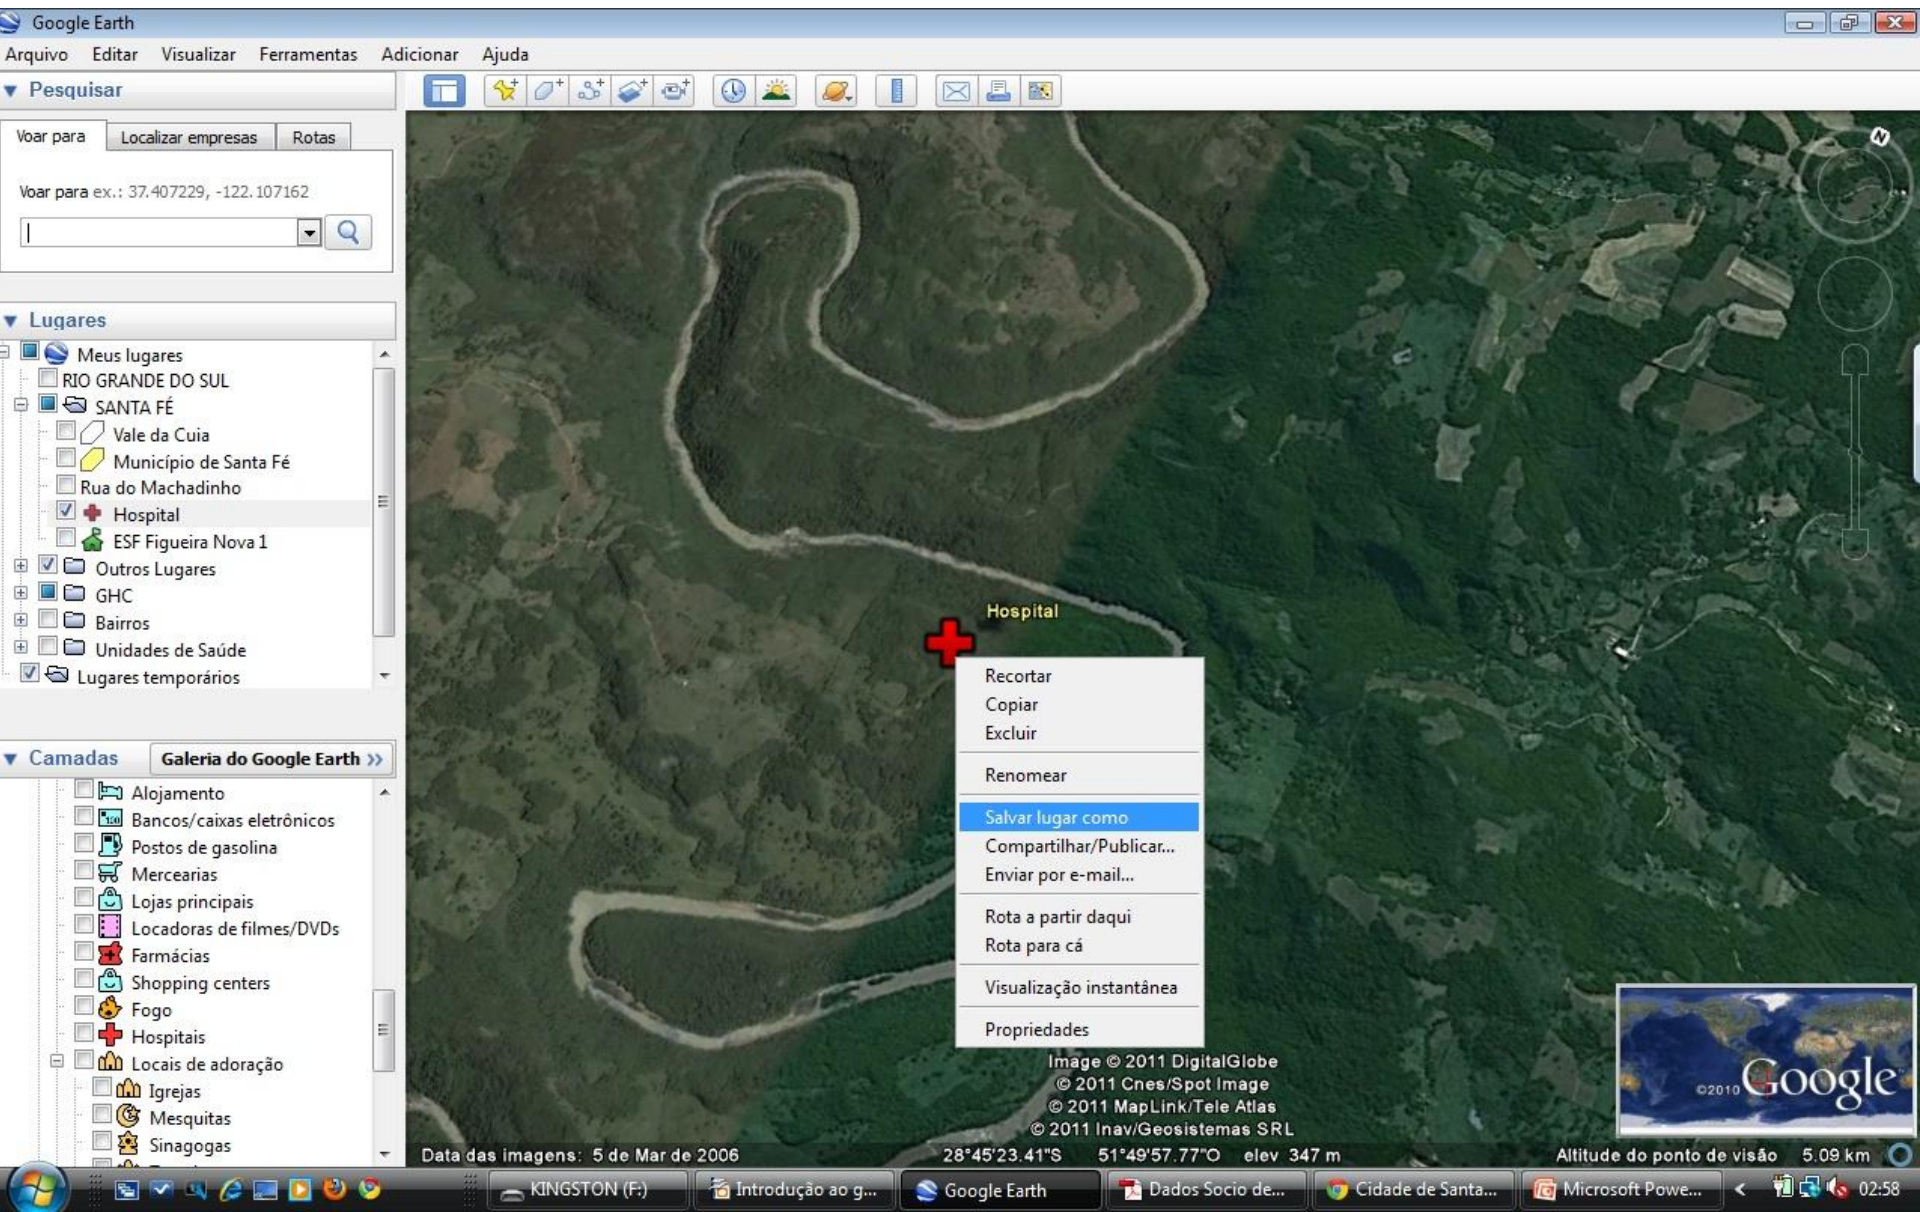 Google Earth
Arquivo Editar Visualizar Ferramentas Adicionar Ajuda
Pesquisar
Voar para Localizar empresas Rotas
Voar para ex.: 37.407229, -122.107162
Lugares
Meus lugares
RIO GRANDE DO SUL
SANTA FÉ
Vale da Cuia
Município de Santa Fé
Rua do Machadinho
Hospital
ESF Figueira Nova 1
Outros Lugares
GHC
Bairros
Unidades de Saúde
Lugares temporários
Camadas Galeria do Google Earth >>
Alojamento
Bancos/caixas eletrônicos
Postos de gasolina
Mercearias
Lojas principais
Locadoras de filmes/DVDs
Farmácias
Shopping centers
Fogo
Hospitais
Locais de adoração
Igrejas
Mesquitas
Sinagogas
N
Hospital
Recortar
Copiar
Excluir
Renomear
Salvar lugar como
Compartilhar/Publicar...
Enviar por e-mail...
Rota a partir daqui
Rota para cá
Visualização instantânea
Propriedades
Image © 2011 DigitalGlobe
© 2011 Cnes/Spot Image
© 2011 MapLink/Tele Atlas
© 2011 Inav/Geosistemas SRL
©2010 Google
Data das imagens: 5 de Mar de 2006 28°45'23.41"S 51°49'57.77"O elev 347 m Altitude do ponto de visão 5.09 km
KINGSTON (F:) Introdução ao g... Google Earth Dados Socio de... Cidade de Santa... Microsoft Powe... < 02:58